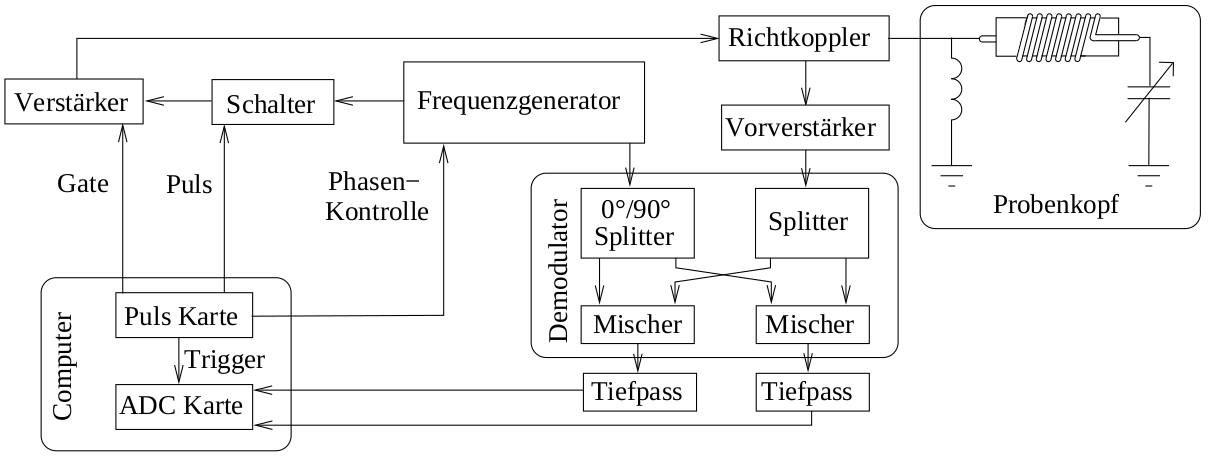 Richtkoppler
Verstärker
Schalter
Frequenzgenerator
Vorverstärker
Gate
Puls
Phasen−
Kontrolle
Probenkopf
Demodulator
0°/90°
Splitter
Splitter
Mischer
Mischer
Computer
Puls Karte
Trigger
ADC Karte
Tiefpass
Tiefpass